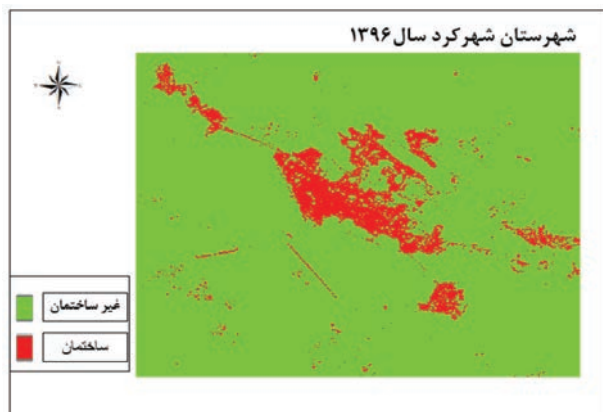 شهرستان شهرکرد سال ۱۳۹۶
غیر ساختمان
ساختمان